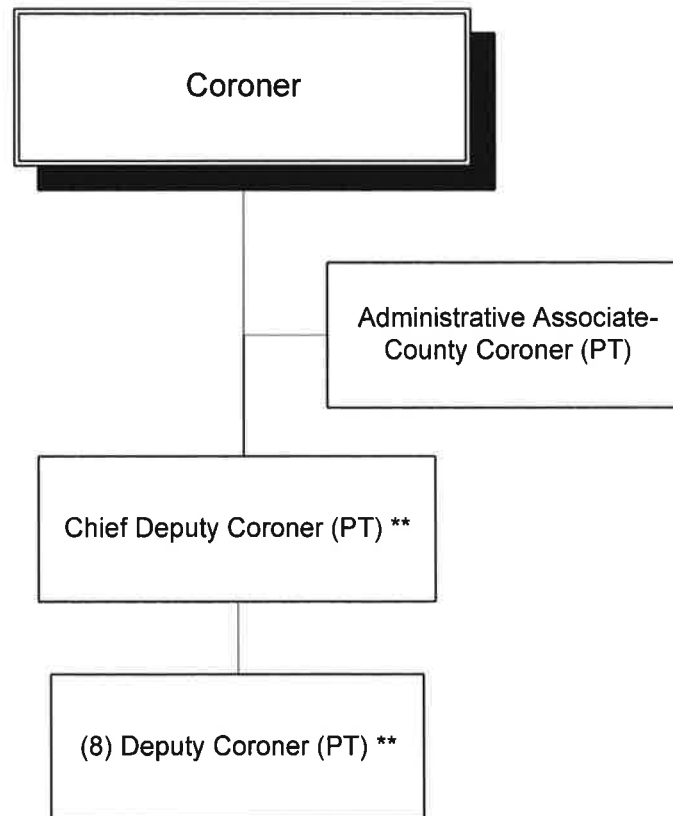 Coroner
Administrative Associate-
County Coroner (PT)
Chief Deputy Coroner (PT) **
(8) Deputy Coroner (PT) **